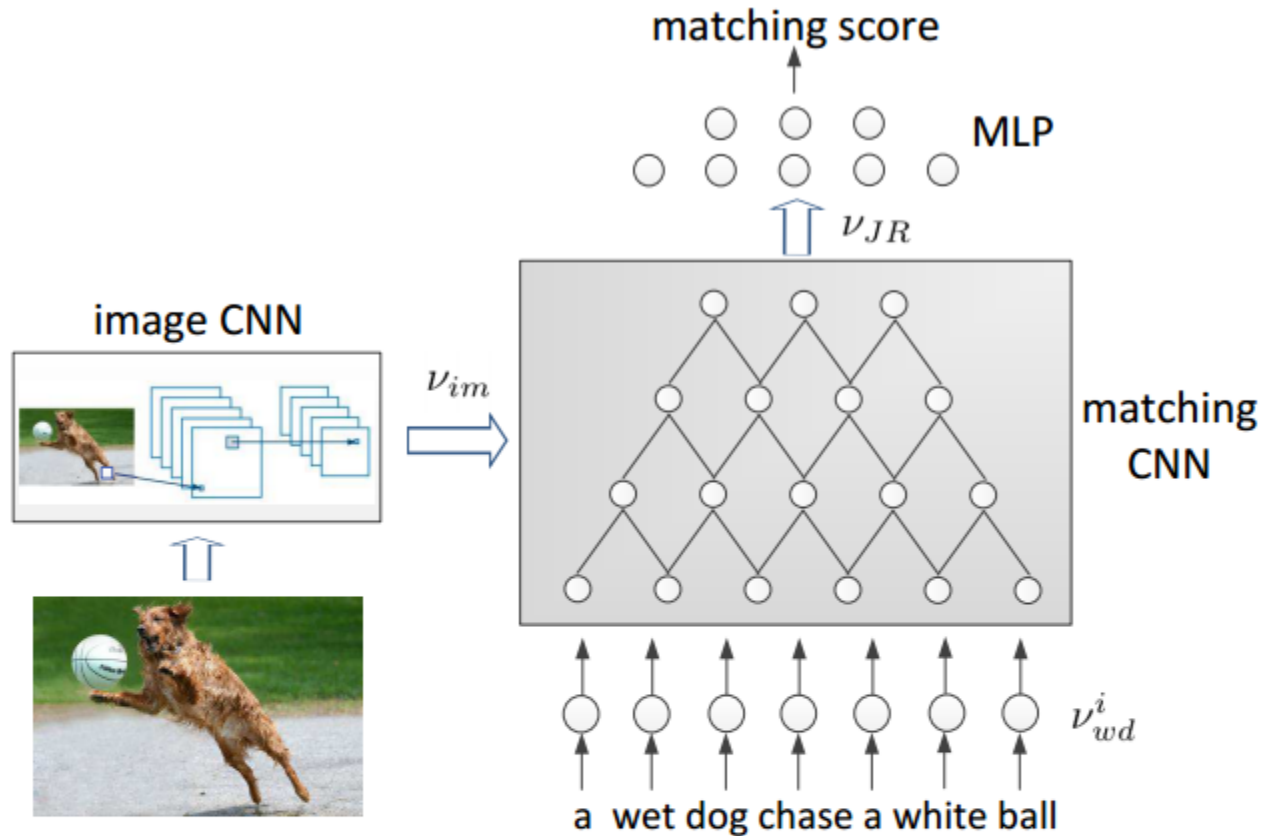 matching score
MLP
ν_JR
image CNN
ν_im
matching
CNN
ν^i_wd
a wet dog chase a white ball